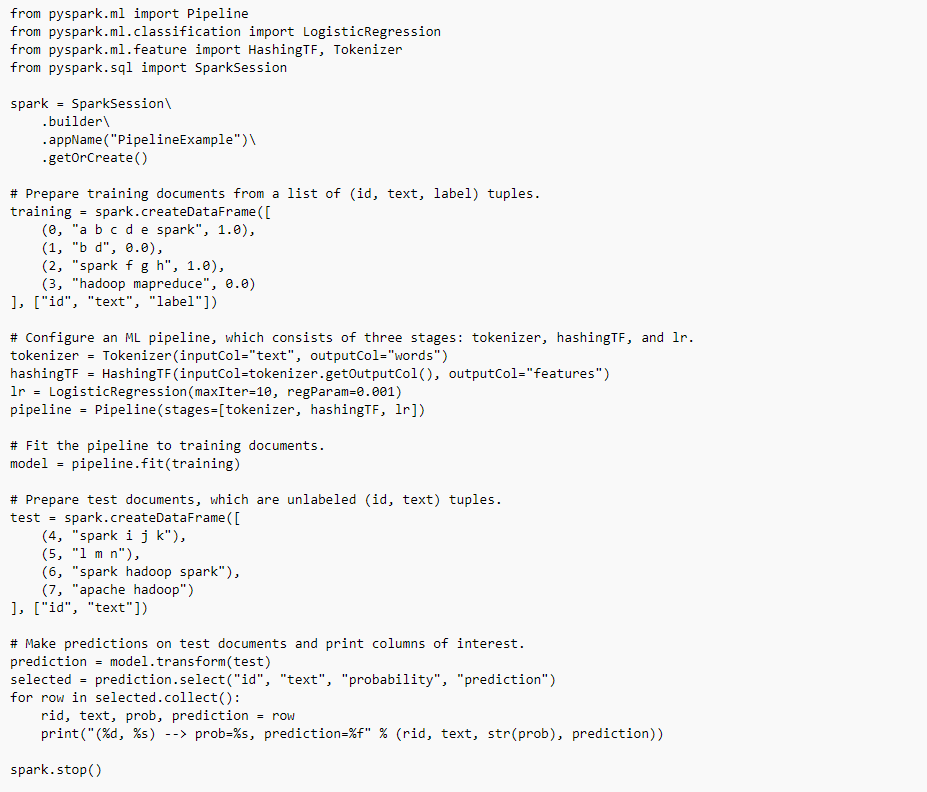 from pyspark.ml import Pipeline
from pyspark.ml.classification import LogisticRegression
from pyspark.ml.feature import HashingTF, Tokenizer
from pyspark.sql import SparkSession

spark = SparkSession\
    .builder\
    .appName("PipelineExample")\
    .getOrCreate()

# Prepare training documents from a list of (id, text, label) tuples.
training = spark.createDataFrame([
    (0, "a b c d e spark", 1.0),
    (1, "b d", 0.0),
    (2, "spark f g h", 1.0),
    (3, "hadoop mapreduce", 0.0)
], ["id", "text", "label"])

# Configure an ML pipeline, which consists of three stages: tokenizer, hashingTF, and lr.
tokenizer = Tokenizer(inputCol="text", outputCol="words")
hashingTF = HashingTF(inputCol=tokenizer.getOutputCol(), outputCol="features")
lr = LogisticRegression(maxIter=10, regParam=0.001)
pipeline = Pipeline(stages=[tokenizer, hashingTF, lr])

# Fit the pipeline to training documents.
model = pipeline.fit(training)

# Prepare test documents, which are unlabeled (id, text) tuples.
test = spark.createDataFrame([
    (4, "spark i j k"),
    (5, "l m n"),
    (6, "spark hadoop spark"),
    (7, "apache hadoop")
], ["id", "text"])

# Make predictions on test documents and print columns of interest.
prediction = model.transform(test)
selected = prediction.select("id", "text", "probability", "prediction")
for row in selected.collect():
    rid, text, prob, prediction = row
    print("(%d, %s) --> prob=%s, prediction=%f" % (rid, text, str(prob), prediction))

spark.stop()